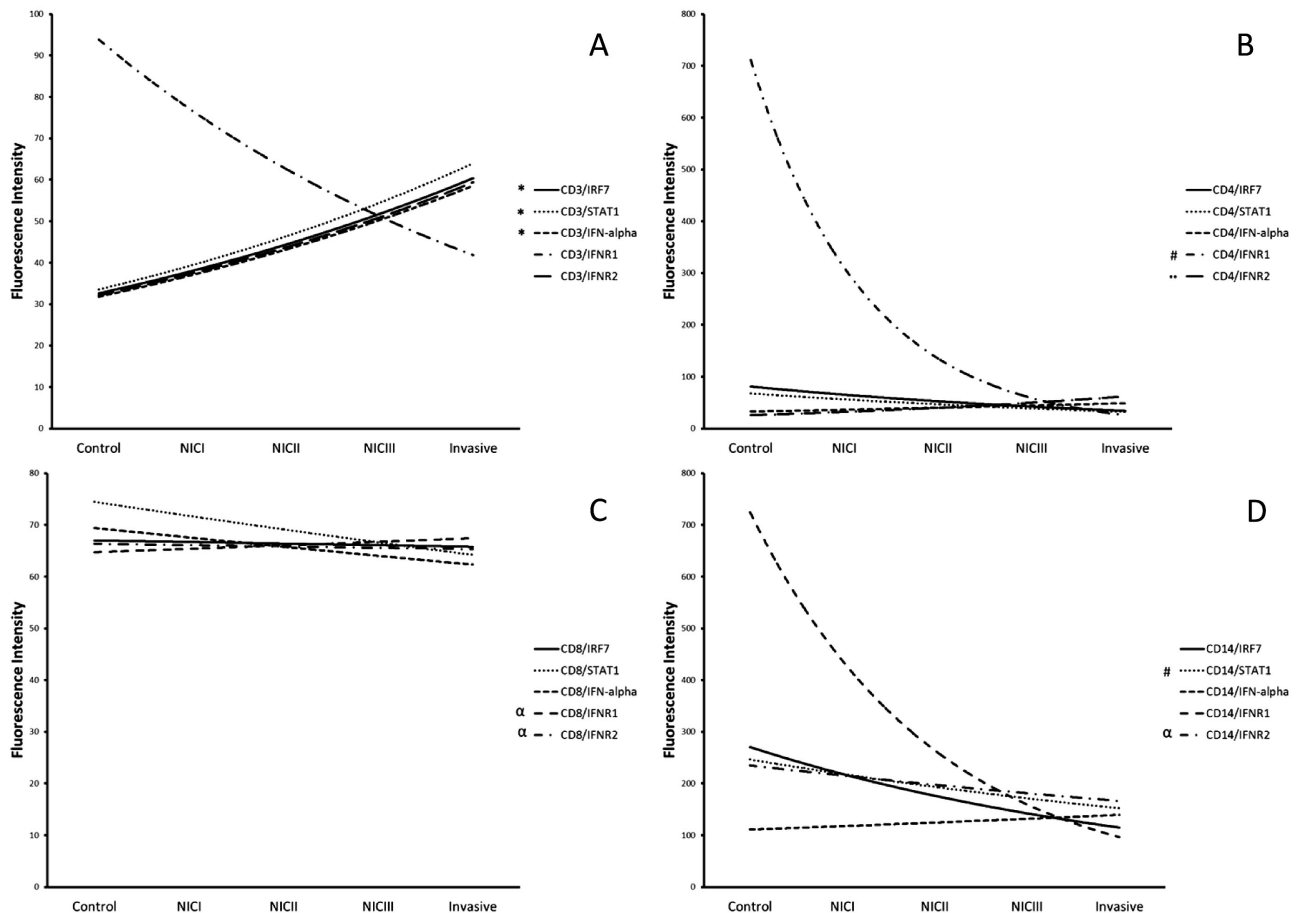 A
Fluorescence Intensity
100
90
80
70
60
50
40
30
20
10
0
Control NICI NICII NICIII Invasive
* CD3/IRF7
* CD3/STAT1
* CD3/IFN-alpha
CD3/IFNR1
CD3/IFNR2
B
Fluorescence Intensity
800
700
600
500
400
300
200
100
0
Control NICI NICII NICIII Invasive
CD4/IRF7
CD4/STAT1
CD4/IFN-alpha
# CD4/IFNR1
** CD4/IFNR2
C
Fluorescence Intensity
80
70
60
50
40
30
20
10
0
Control NICI NICII NICIII Invasive
CD8/IRF7
CD8/STAT1
CD8/IFN-alpha
α CD8/IFNR1
α CD8/IFNR2
D
Fluorescence Intensity
800
700
600
500
400
300
200
100
0
Control NICI NICII NICIII Invasive
CD14/IRF7
# CD14/STAT1
CD14/IFN-alpha
CD14/IFNR1
α CD14/IFNR2